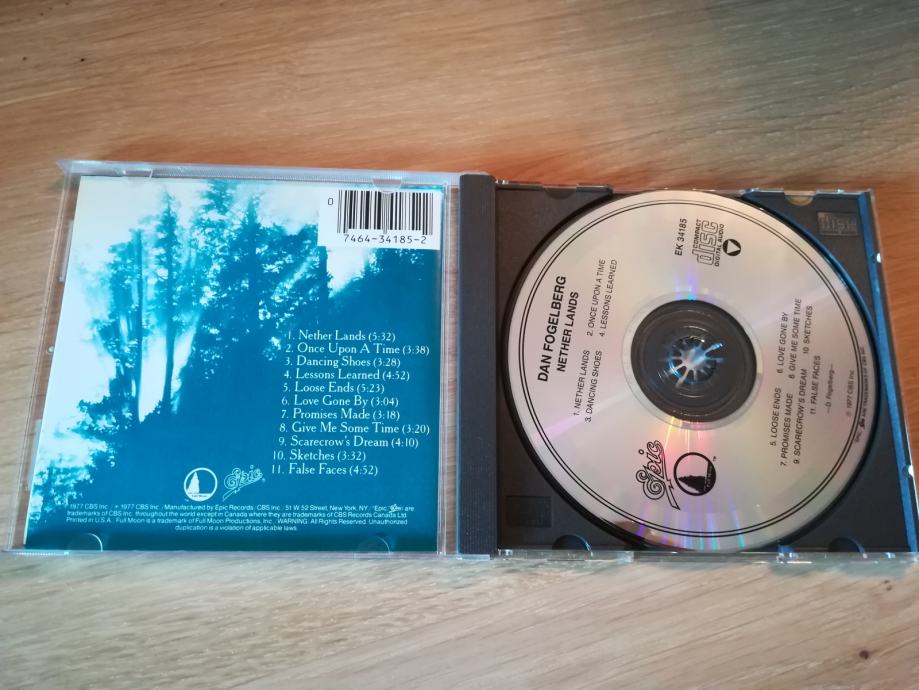 0
7464-34185-2
1. Nether Lands (5:32)
2. Once Upon A Time (3:38)
3. Dancing Shoes (3:28)
4. Lessons Learned (4:52)
5. Loose Ends (5:23)
6. Love Gone By (3:04)
7. Promises Made (3:18)
8. Give Me Some Time (3:20)
9. Scarecrow's Dream (4:10)
10. Sketches (3:32)
11. False Faces (4:52)
Full Moon
Epic
1977 CBS Inc. / ℗ 1977 CBS Inc. / Manufactured by Epic Records / CBS Inc. / 51 W. 52 Street, New York, NY. "Epic," are
trademarks of CBS Inc. throughout the world except in Canada where they are trademarks of CBS Records Canada Ltd.
Printed in U.S.A. Full Moon is a trademark of Full Moon Productions, Inc. / WARNING: All Rights Reserved. Unauthorized
duplication is a violation of applicable laws.
DAN FOGELBERG
NETHER LANDS
1. NETHER LANDS 2. ONCE UPON A TIME
3. DANCING SHOES 4. LESSONS LEARNED
EK 34185
COMPACT
disc
DIGITAL AUDIO
5. LOOSE ENDS 6. LOVE GONE BY
7. PROMISES MADE 8. GIVE ME SOME TIME
9. SCARECROW'S DREAM 10. SKETCHES
11. FALSE FACES
—D. Fogelberg—
℗ 1977 CBS Inc.
Epic